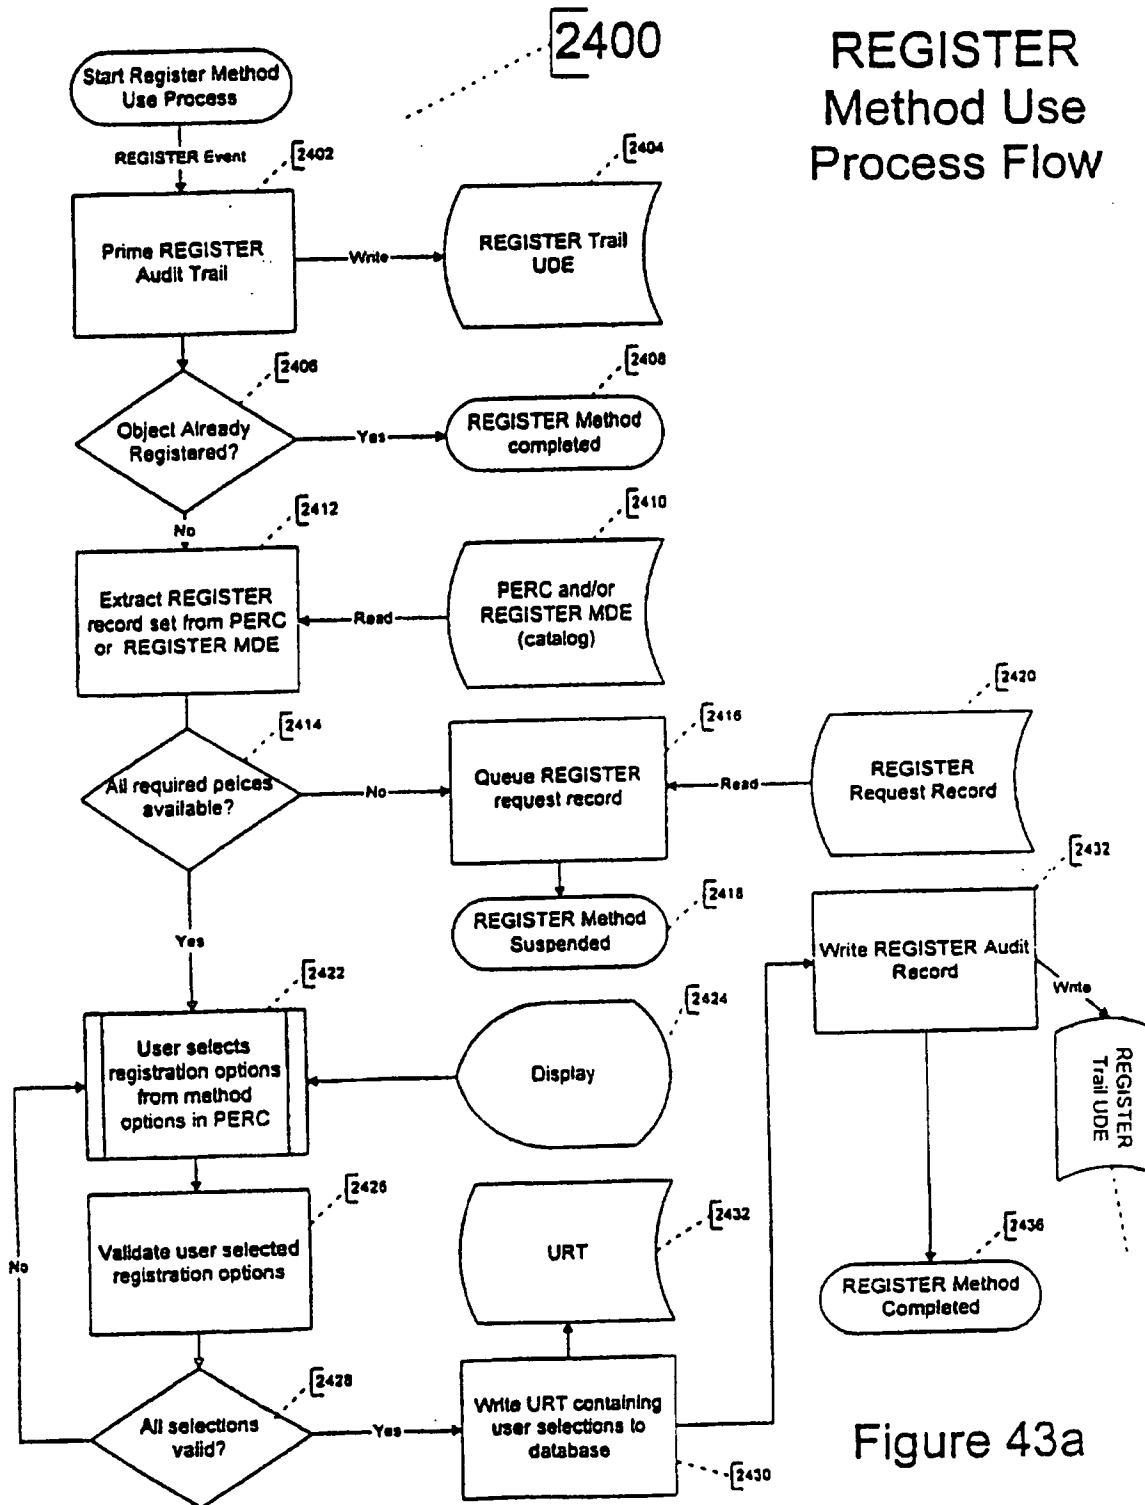 2400
REGISTER
Method Use
Process Flow
Start Register Method
Use Process
REGISTER Event
2402
2404
Prime REGISTER
Audit Trail
Write
REGISTER Trail
UDE
2406
2408
Object Already
Registered?
Yes
REGISTER Method
completed
No
2412
2410
Extract REGISTER
record set from PERC
or REGISTER MDE
Read
PERC and/or
REGISTER MDE
(catalog)
2414
2416
2420
All required peices
available?
No
Queue REGISTER
request record
Read
REGISTER
Request Record
2418
REGISTER Method
Suspended
2432
Write REGISTER Audit
Record
Write
REGISTER
Trail UDE
Yes
2422
2424
User selects
registration options
from method
options in PERC
Display
2426
Validate user selected
registration options
2432
URT
2436
REGISTER Method
Completed
No
2428
All selections
valid?
Yes
Write URT containing
user selections to
database
2430
Figure 43a